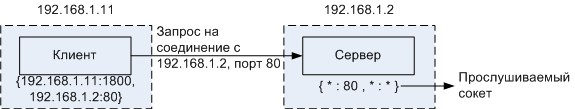 192.168.1.11
192.168.1.2
Клиент
Запрос на
соединение с
192.168.1.2, порт 80
Сервер
{192.168.1.11:1800,
192.168.1.2:80}
{ * : 80 , * : * }
Прослушиваемый
сокет